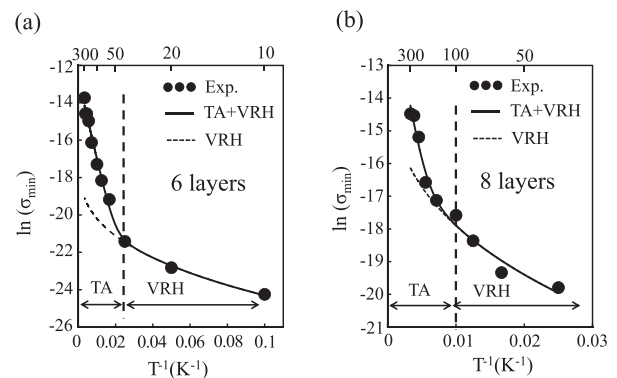 (a)
300 50 20 10
-12
-14
-16
-18
-20
-22
-24
-26
ln (σmin)
Exp.
TA+VRH
VRH
6 layers
TA VRH
0 0.02 0.04 0.06 0.08 0.1
T⁻¹(K⁻¹)
(b)
300 100 50
-13
-14
-15
-16
-17
-18
-19
-20
-21
ln (σmin)
Exp.
TA+VRH
VRH
8 layers
TA VRH
0 0.01 0.02 0.03
T⁻¹(K⁻¹)